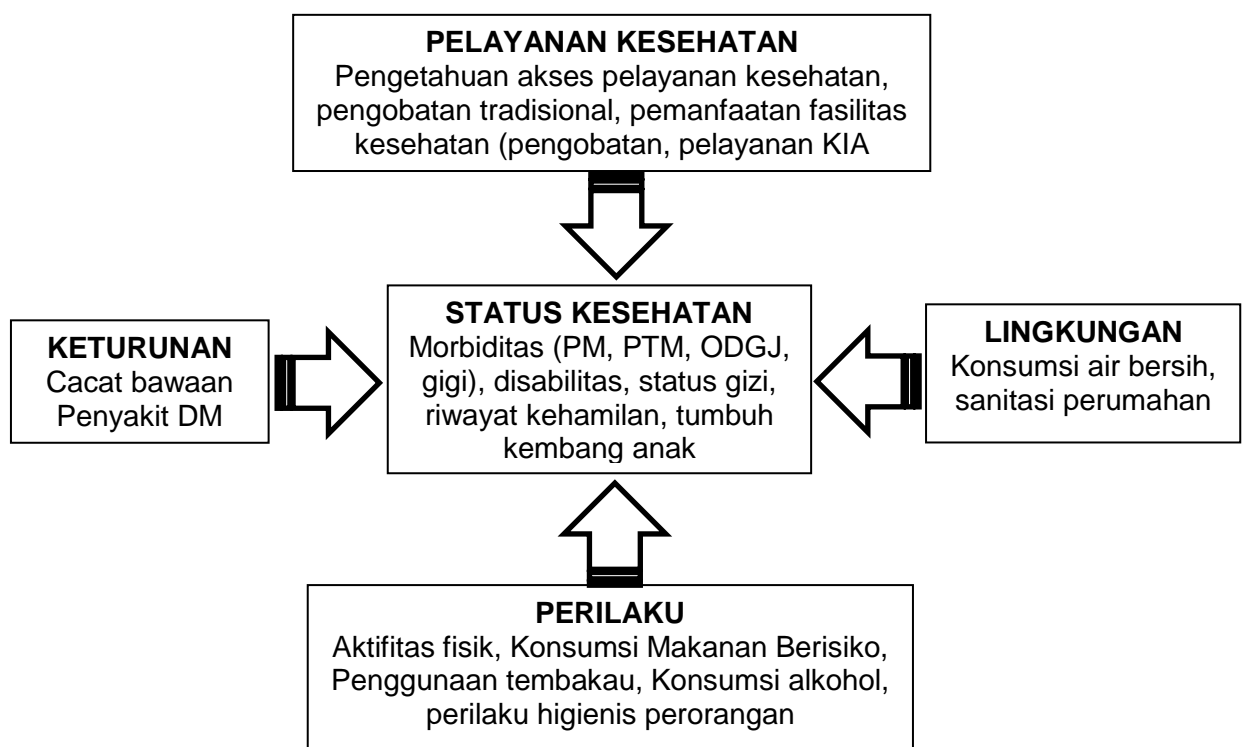 PELAYANAN KESEHATAN
Pengetahuan akses pelayanan kesehatan,
pengobatan tradisional, pemanfaatan fasilitas
kesehatan (pengobatan, pelayanan KIA
KETURUNAN
Cacat bawaan
Penyakit DM
STATUS KESEHATAN
Morbiditas (PM, PTM, ODGJ,
gigi), disabilitas, status gizi,
riwayat kehamilan, tumbuh
kembang anak
LINGKUNGAN
Konsumsi air bersih,
sanitasi perumahan
PERILAKU
Aktifitas fisik, Konsumsi Makanan Berisiko,
Penggunaan tembakau, Konsumsi alkohol,
perilaku higienis perorangan